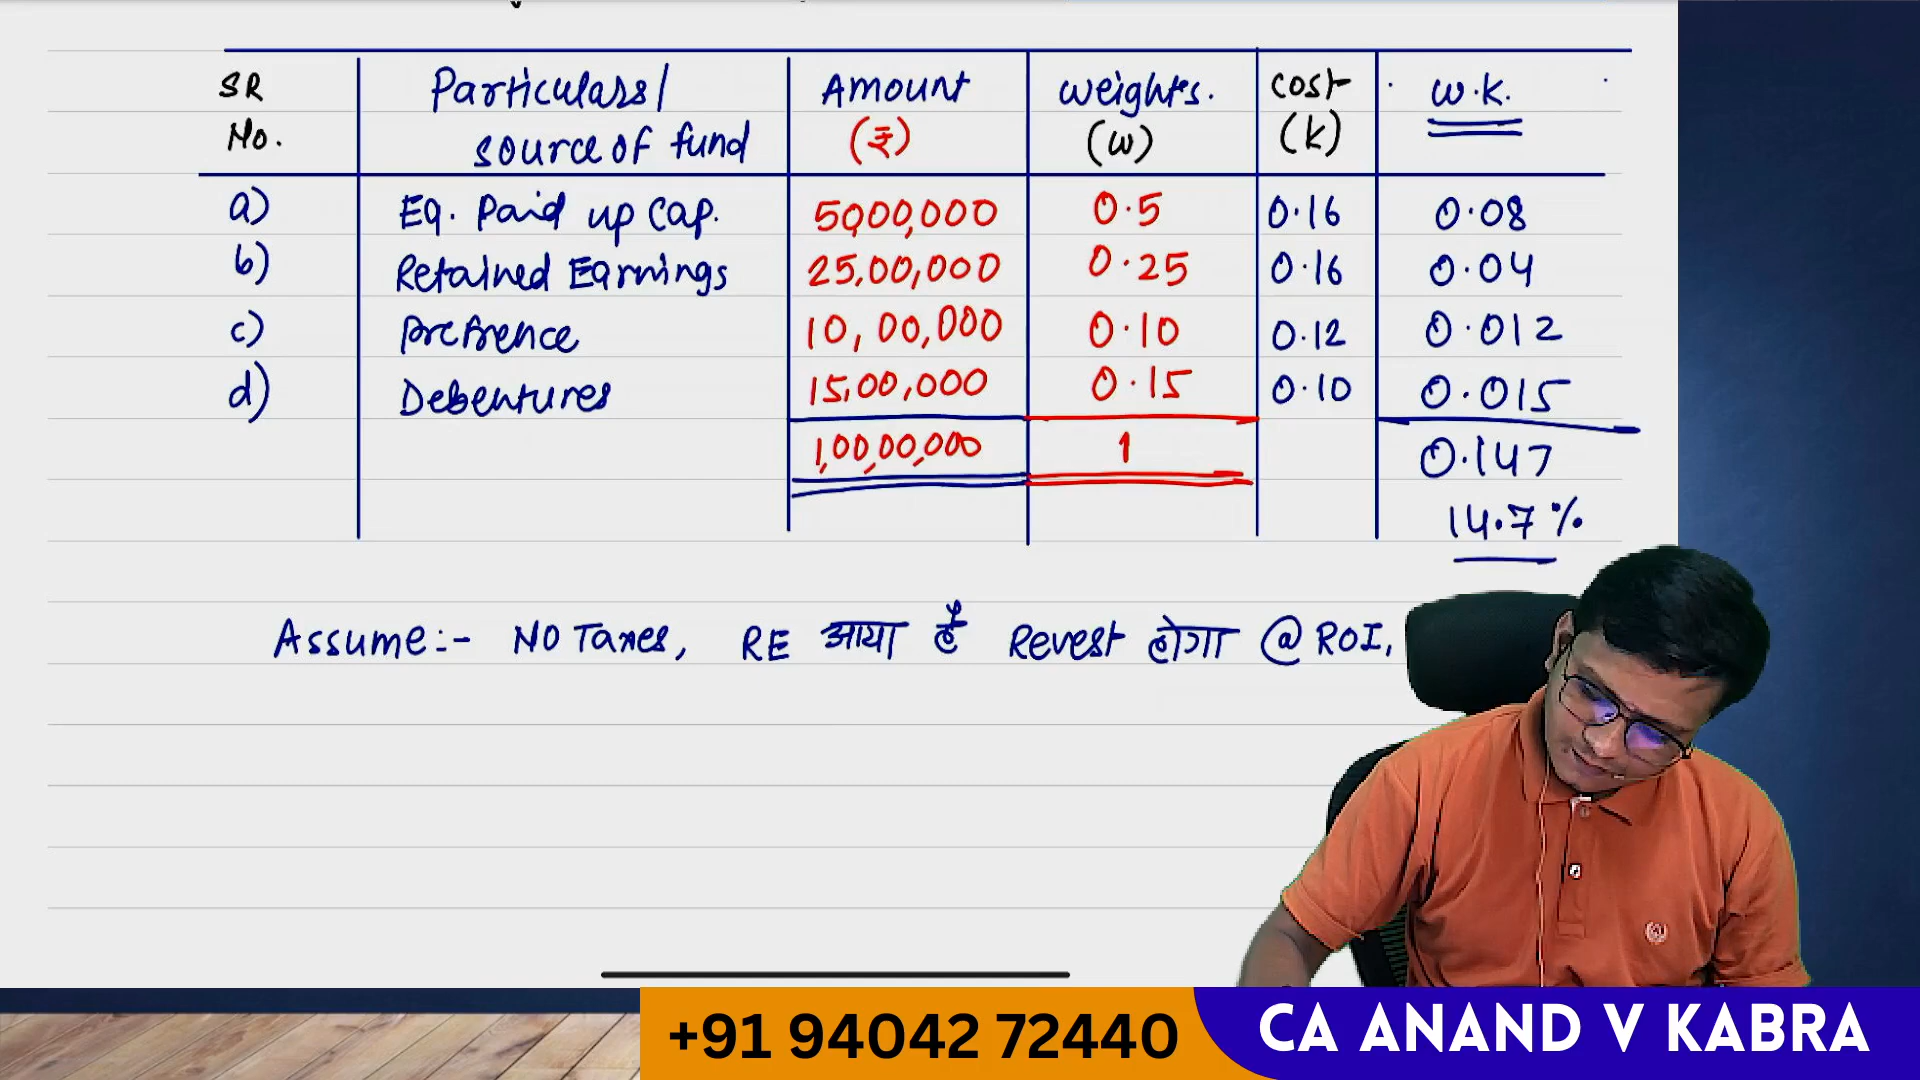 SR No. Particulars/ source of fund Amount (₹) Weights. (w) Cost (k) w.k.
a) Eq. Paid up Cap. 5000,000 0.5 0.16 0.08
b) Retained Earnings 25,00,000 0.25 0.16 0.04
c) Prefrence 10,00,000 0.10 0.12 0.012
d) Debentures 15,00,000 0.15 0.10 0.015
1,00,00,000 1 0.147
14.7%
Assume:- NO Taxes, RE आया है Revest होगा @ ROI,
+91 94042 72440
CA ANAND V KABRA